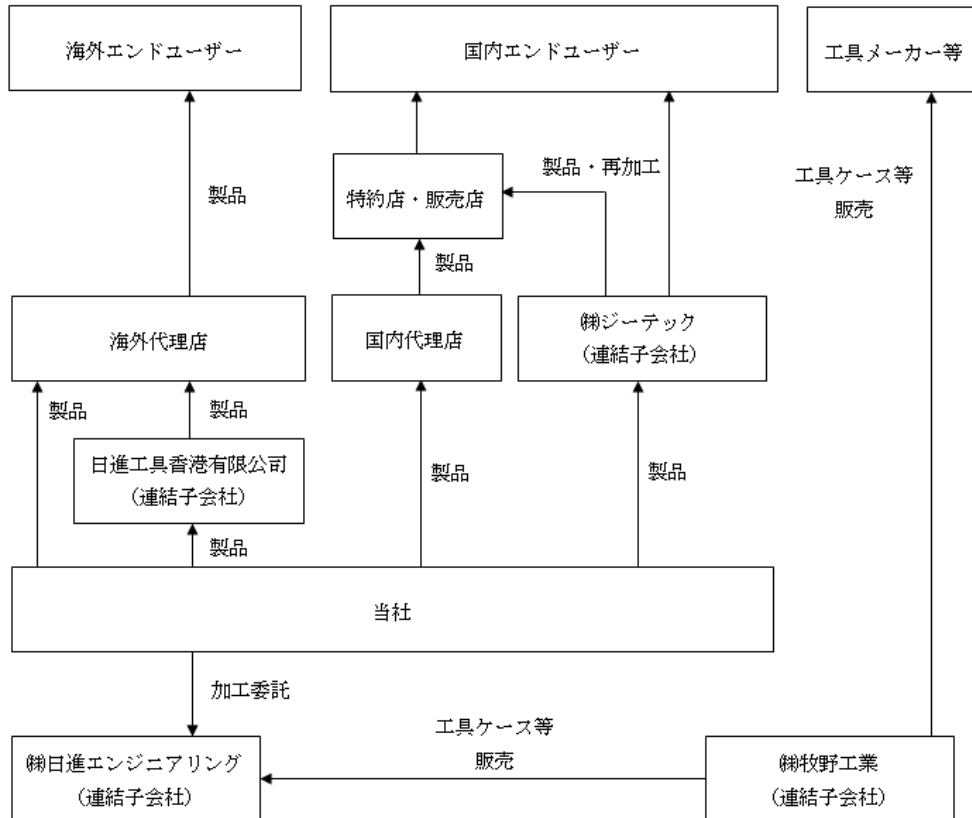 海外エンドユーザー
国内エンドユーザー
工具メーカー等
製品・再加工
工具ケース等
販売
製品
特約店・販売店
製品
海外代理店
国内代理店
㈱ジーテック
(連結子会社)
製品
製品
日進工具香港有限公司
(連結子会社)
製品
製品
製品
当社
加工委託
工具ケース等
販売
㈱日進エンジニアリング
(連結子会社)
㈱牧野工業
(連結子会社)